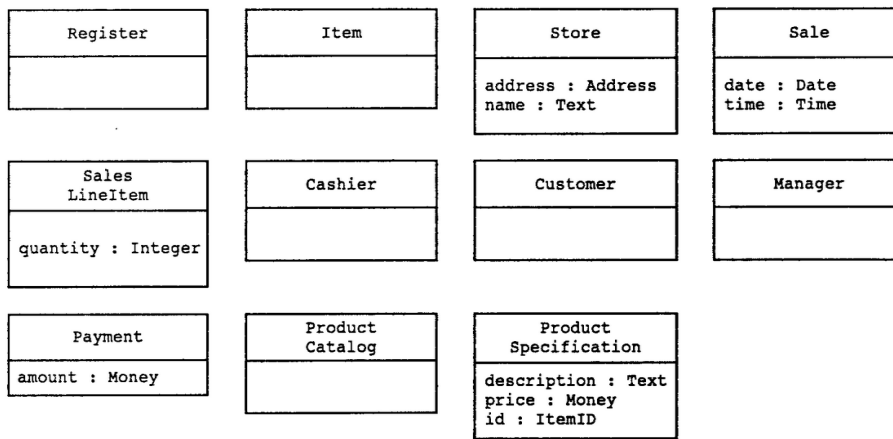 Register
Item
Store
address : Address
name : Text
Sale
date : Date
time : Time
Sales
LineItem
quantity : Integer
Cashier
Customer
Manager
Payment
amount : Money
Product
Catalog
Product
Specification
description : Text
price : Money
id : ItemID